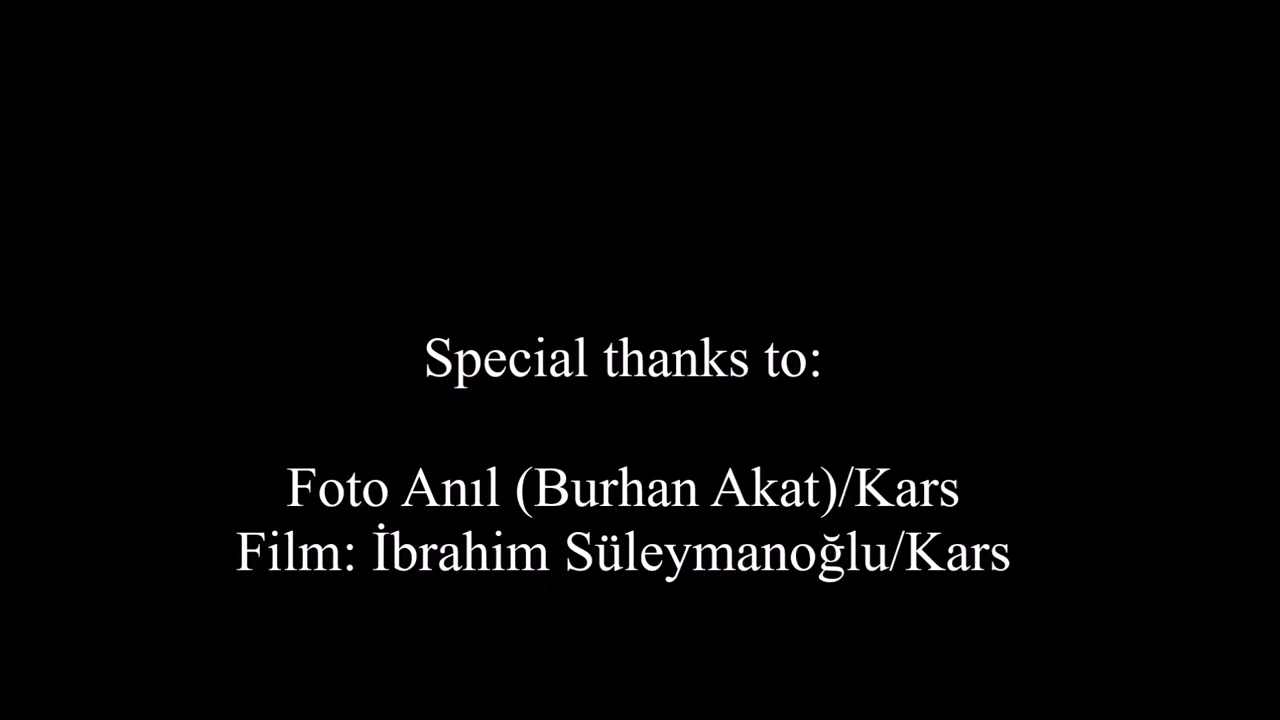 Special thanks to:
Foto Anıl (Burhan Akat)/Kars
Film: İbrahim Süleymanoğlu/Kars